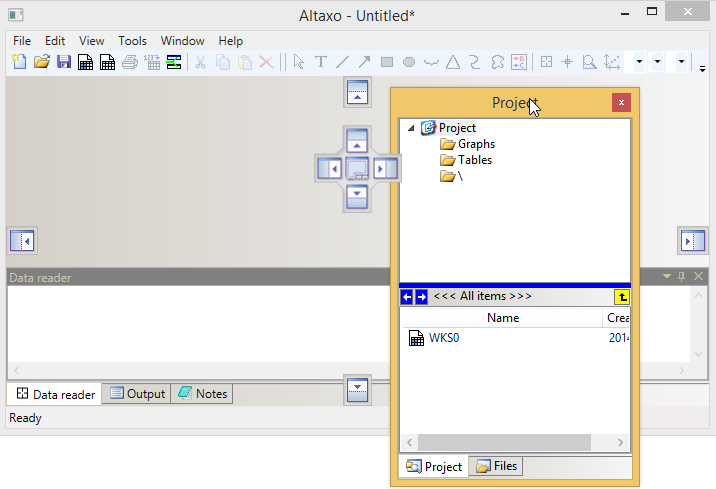 Altaxo - Untitled*
File Edit View Tools Window Help
Project
Project
Graphs
Tables
\
Data reader
<<< All items >>>
Name Crea
WKS0 2014
Data reader Output Notes
Ready
Project Files